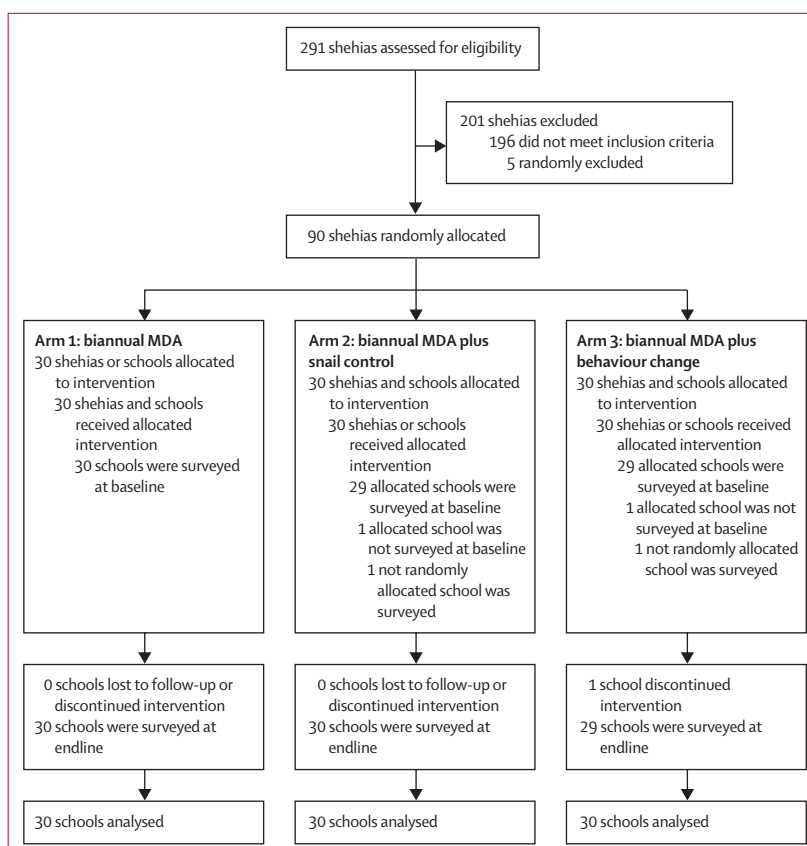 291 shehias assessed for eligibility
201 shehias excluded
196 did not meet inclusion criteria
5 randomly excluded
90 shehias randomly allocated
Arm 1: biannual MDA
30 shehias or schools allocated
to intervention
30 shehias and schools
received allocated
intervention
30 schools were surveyed
at baseline
Arm 2: biannual MDA plus
snail control
30 shehias and schools allocated
to intervention
30 shehias or schools
received allocated
intervention
29 allocated schools were
surveyed at baseline
1 allocated school was
not surveyed at baseline
1 not randomly
allocated school was
surveyed
Arm 3: biannual MDA plus
behaviour change
30 shehias and schools allocated
to intervention
30 shehias or schools received
allocated intervention
29 allocated schools were
surveyed at baseline
1 allocated school was not
surveyed at baseline
1 not randomly allocated
school was surveyed
0 schools lost to follow-up or
discontinued intervention
30 schools were surveyed at
endline
0 schools lost to follow-up or
discontinued intervention
30 schools were surveyed at
endline
1 school discontinued
intervention
29 schools were surveyed at
endline
30 schools analysed
30 schools analysed
30 schools analysed